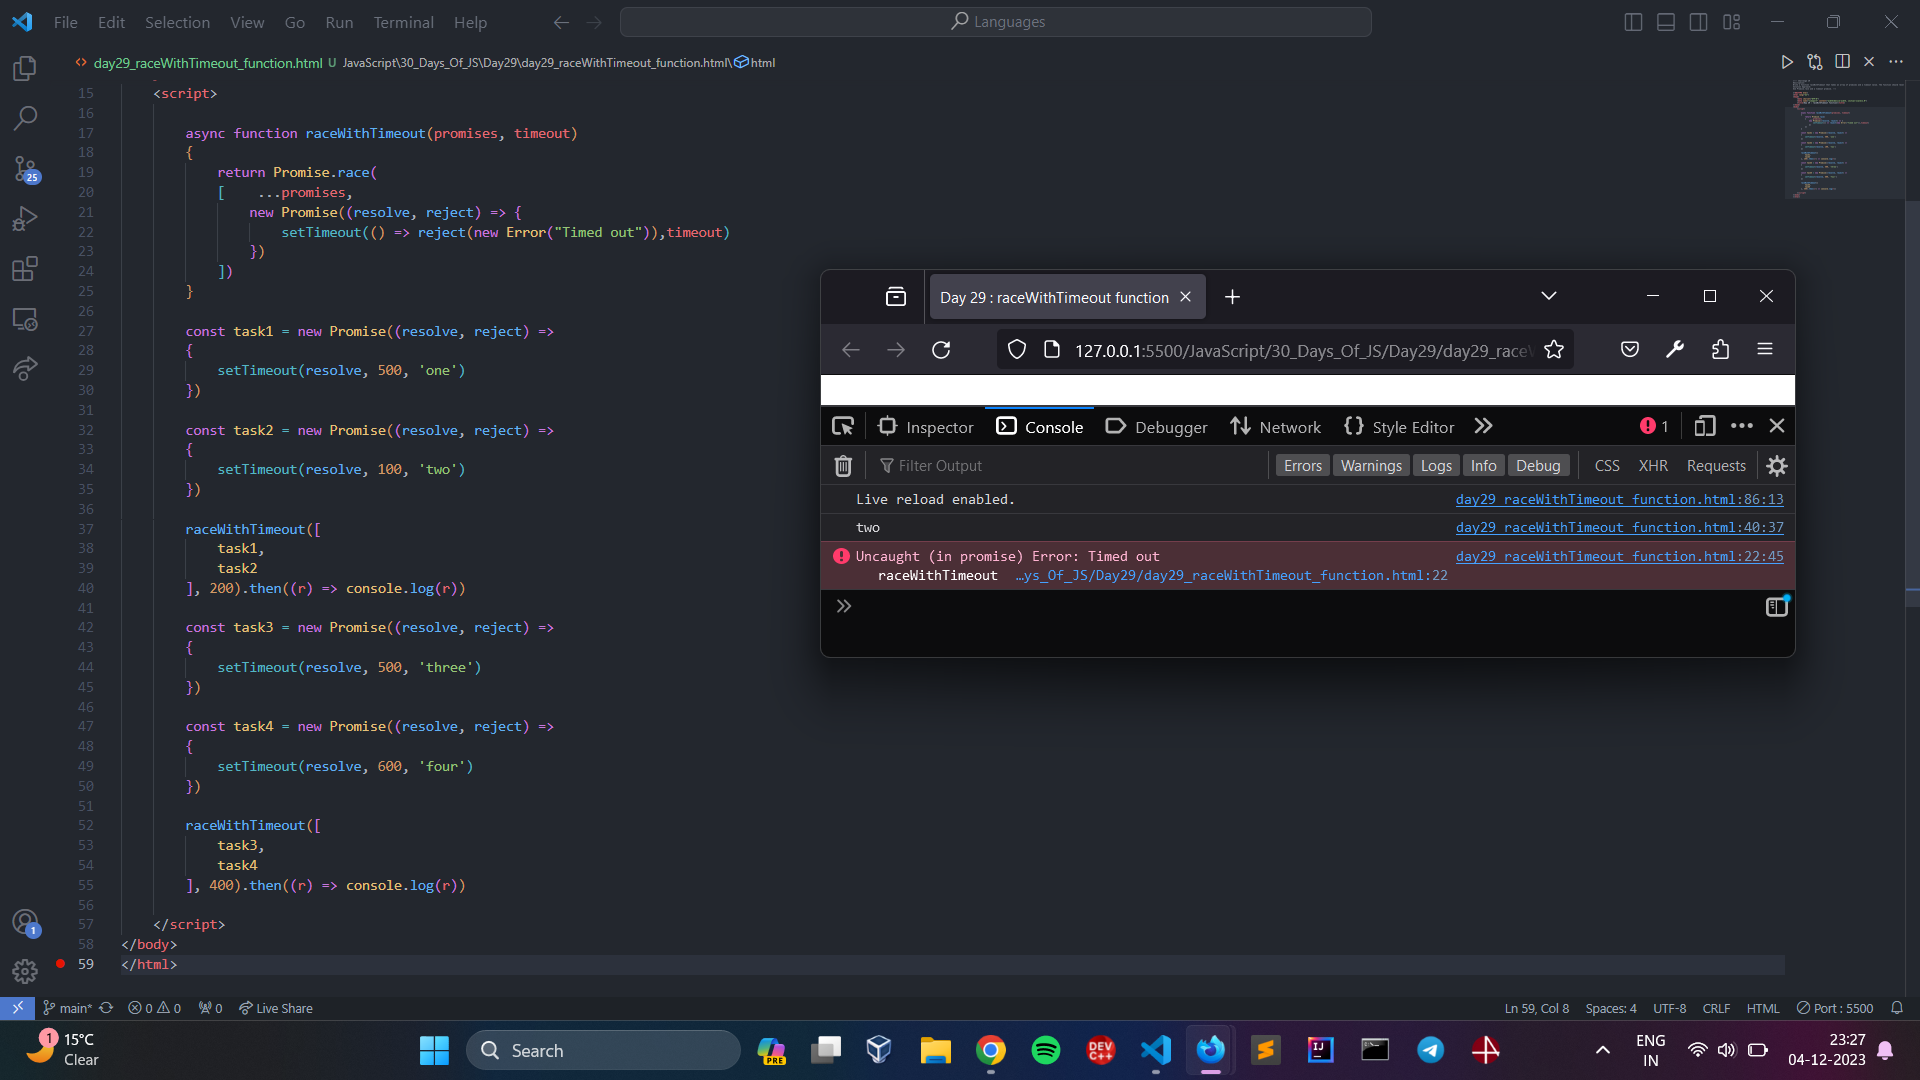 File Edit Selection View Go Run Terminal Help
Languages
day29_raceWithTimeout_function.html U JavaScript\30_Days_Of_JS\Day29\day29_raceWithTimeout_function.html\html
15 <script>
16
17 async function raceWithTimeout(promises, timeout)
18 {
19 return Promise.race(
20 [ ...promises,
21 new Promise((resolve, reject) => {
22 setTimeout(() => reject(new Error("Timed out")),timeout)
23 })
24 ])
25 }
26
27 const task1 = new Promise((resolve, reject) =>
28 {
29 setTimeout(resolve, 500, 'one')
30 })
31
32 const task2 = new Promise((resolve, reject) =>
33 {
34 setTimeout(resolve, 100, 'two')
35 })
36
37 raceWithTimeout([
38 task1,
39 task2
40 ], 200).then((r) => console.log(r))
41
42 const task3 = new Promise((resolve, reject) =>
43 {
44 setTimeout(resolve, 500, 'three')
45 })
46
47 const task4 = new Promise((resolve, reject) =>
48 {
49 setTimeout(resolve, 600, 'four')
50 })
51
52 raceWithTimeout([
53 task3,
54 task4
55 ], 400).then((r) => console.log(r))
56
57 </script>
58 </body>
59 </html>
25
1
Day 29 : raceWithTimeout function
127.0.0.1:5500/JavaScript/30_Days_Of_JS/Day29/day29_race
Inspector Console Debugger Network Style Editor 1
Filter Output Errors Warnings Logs Info Debug CSS XHR Requests
Live reload enabled. day29_raceWithTimeout_function.html:86:13
two day29_raceWithTimeout_function.html:40:37
Uncaught (in promise) Error: Timed out day29_raceWithTimeout_function.html:22:45
raceWithTimeout …ys_Of_JS/Day29/day29_raceWithTimeout_function.html:22
main* 0 0 0 Live Share Ln 59, Col 8 Spaces: 4 UTF-8 CRLF HTML Port : 5500
1 15°C
Clear
Search
PRE
DEV
C++
IJ
ENG
IN
23:27
04-12-2023